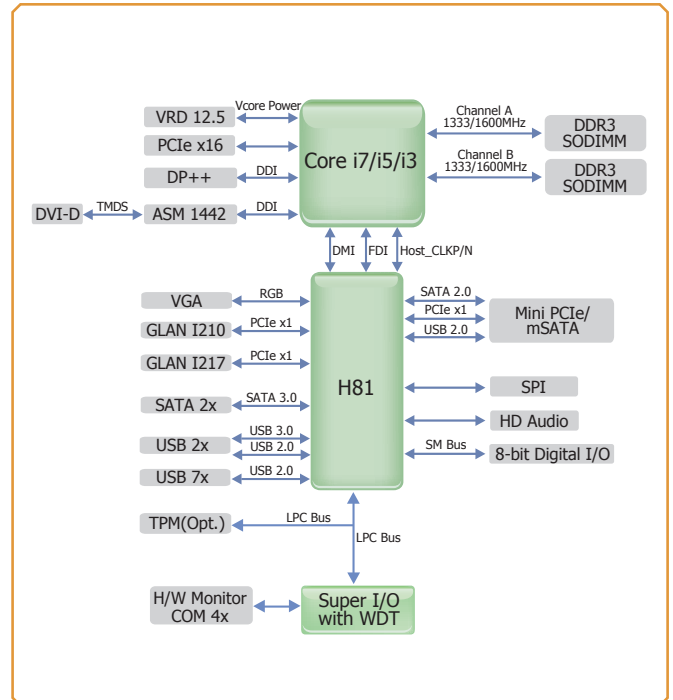 VRD 12.5
Vcore Power
PCIe x16
DP++
DDI
DVI-D
TMDS
ASM 1442
DDI
Core i7/i5/i3
Channel A
1333/1600MHz
DDR3
SODIMM
Channel B
1333/1600MHz
DDR3
SODIMM
DMI
FDI
Host_CLKP/N
VGA
RGB
GLAN I210
PCIe x1
GLAN I217
PCIe x1
SATA 2x
SATA 3.0
USB 2x
USB 3.0
USB 2.0
USB 7x
USB 2.0
H81
SATA 2.0
PCIe x1
USB 2.0
Mini PCIe/
mSATA
SPI
HD Audio
SM Bus
8-bit Digital I/O
TPM(Opt.)
LPC Bus
LPC Bus
H/W Monitor
COM 4x
Super I/O
with WDT